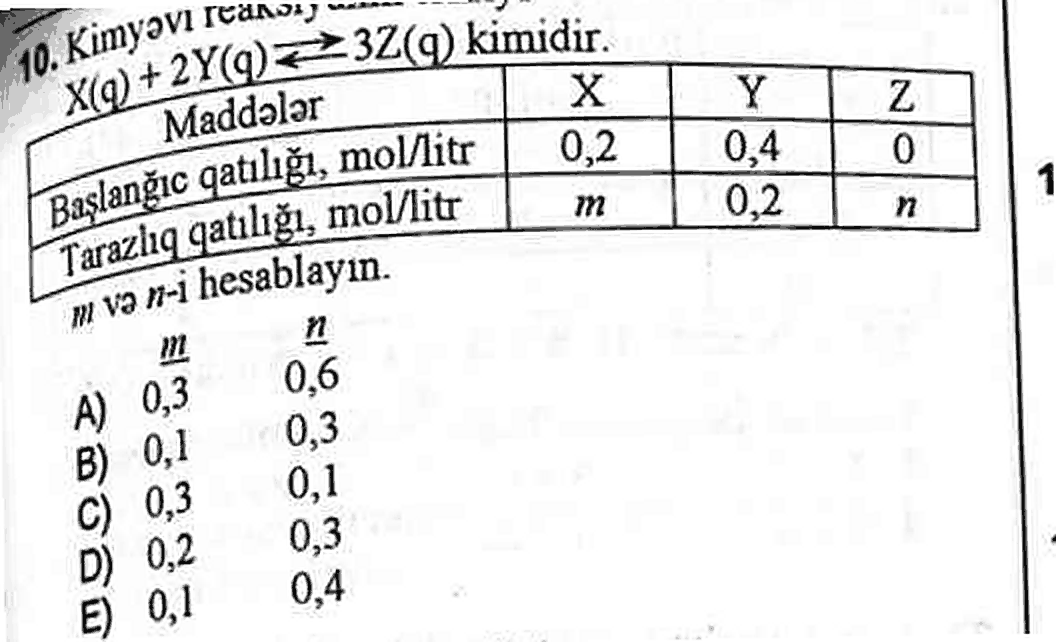 10. Kimyəvi
X(q) + 2Y(q) ⇄ 3Z(q) kimidir.
Maddələr X Y Z
Başlanğıc qatılığı, mol/litr 0,2 0,4 0
Tarazlıq qatılığı, mol/litr m 0,2 n
m və n-i hesablayın.
m n
A) 0,3 0,6
B) 0,1 0,3
C) 0,3 0,1
D) 0,2 0,3
E) 0,1 0,4
1